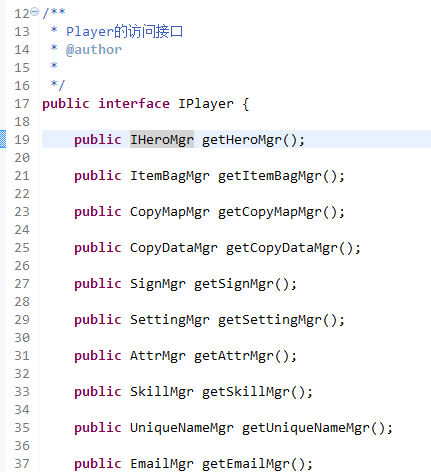 12 /**
13 * Player的访问接口
14 * @author
15 *
16 */
17 public interface IPlayer {
18
19 public IHeroMgr getHeroMgr();
20
21 public ItemBagMgr getItemBagMgr();
22
23 public CopyMapMgr getCopyMapMgr();
24
25 public CopyDataMgr getCopyDataMgr();
26
27 public SignMgr getSignMgr();
28
29 public SettingMgr getSettingMgr();
30
31 public AttrMgr getAttrMgr();
32
33 public SkillMgr getSkillMgr();
34
35 public UniqueNameMgr getUniqueNameMgr();
36
37 public EmailMgr getEmailMgr();